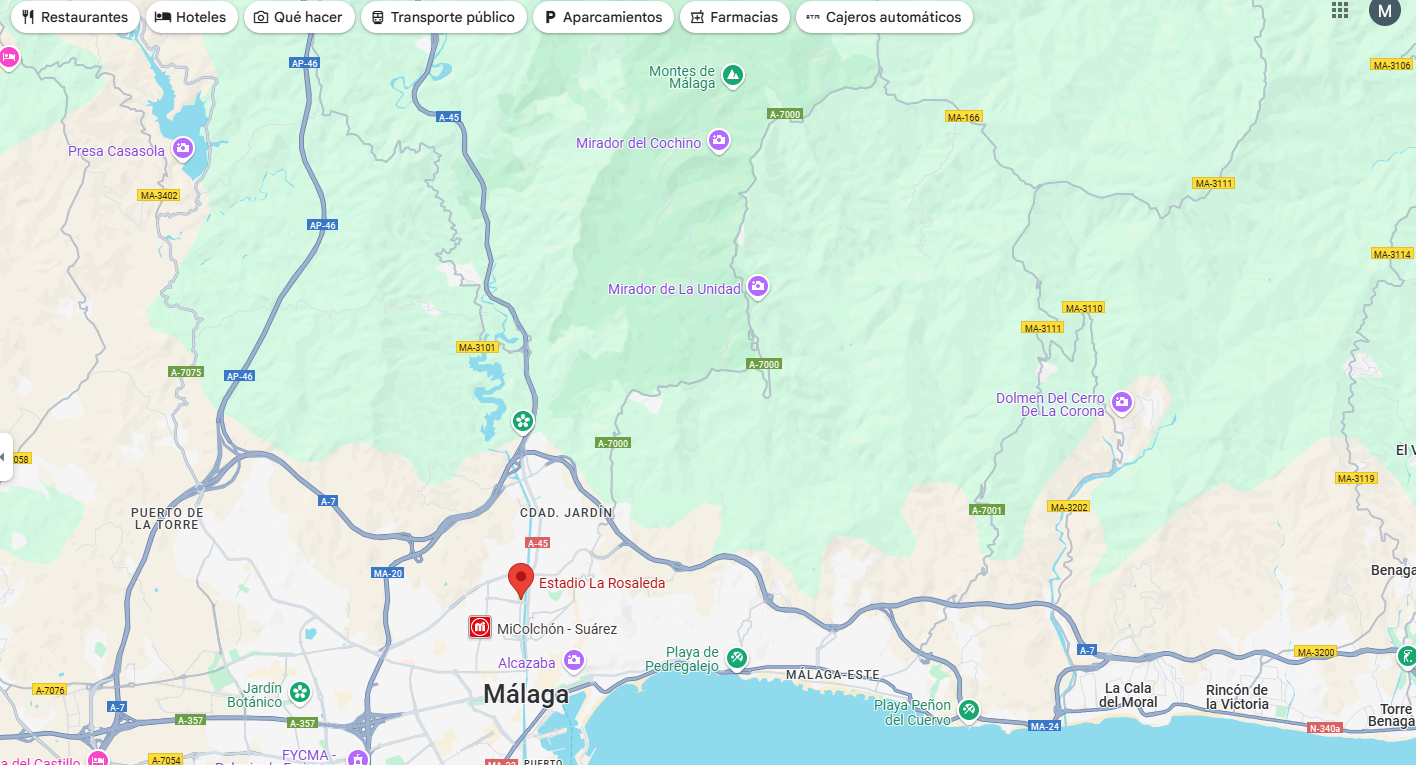 Restaurantes
Hoteles
Qué hacer
Transporte público
Aparcamientos
Farmacias
ATM
Cajeros automáticos
M
AP-46
MA-3106
Montes de
Málaga
A-7000
A-45
MA-166
Mirador del Cochino
Presa Casasola
MA-3111
MA-3402
AP-46
MA-3114
Mirador de La Unidad
MA-3110
MA-3111
MA-3101
A-7000
A-7075
AP-46
Dolmen Del Cerro
De La Corona
A-7000
El V
058
MA-3119
A-7
MA-3202
A-7001
PUERTO DE
LA TORRE
CDAD. JARDÍN
A-45
MA-20
Benaga
Estadio La Rosaleda
mi
MiColchón - Suárez
A-7
MA-3200
Playa de
Pedregalejo
Alcazaba
MÁLAGA-ESTE
A-7076
Jardín
Botánico
Málaga
La Cala
del Moral
Rincón de
la Victoria
A-7
Playa Peñon
del Cuervo
Torre
Benaga
A-357
A-357
MA-24
N-340a
FYCMA -
A-7054
a del Castillo
MA-22
PUERTO